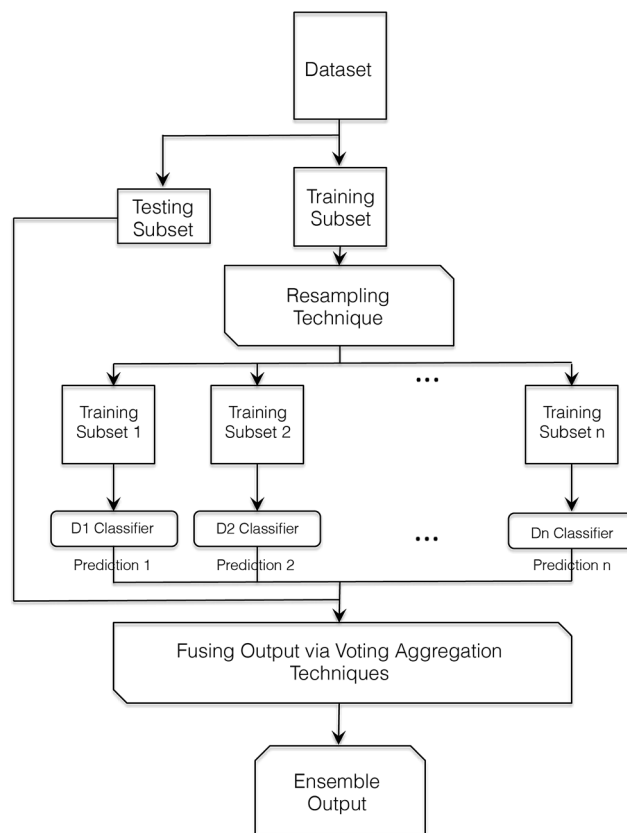 Dataset
Testing
Subset
Training
Subset
Resampling
Technique
...
Training
Subset 1
Training
Subset 2
Training
Subset n
D1 Classifier
D2 Classifier
...
Dn Classifier
Prediction 1
Prediction 2
Prediction n
Fusing Output via Voting Aggregation
Techniques
Ensemble
Output